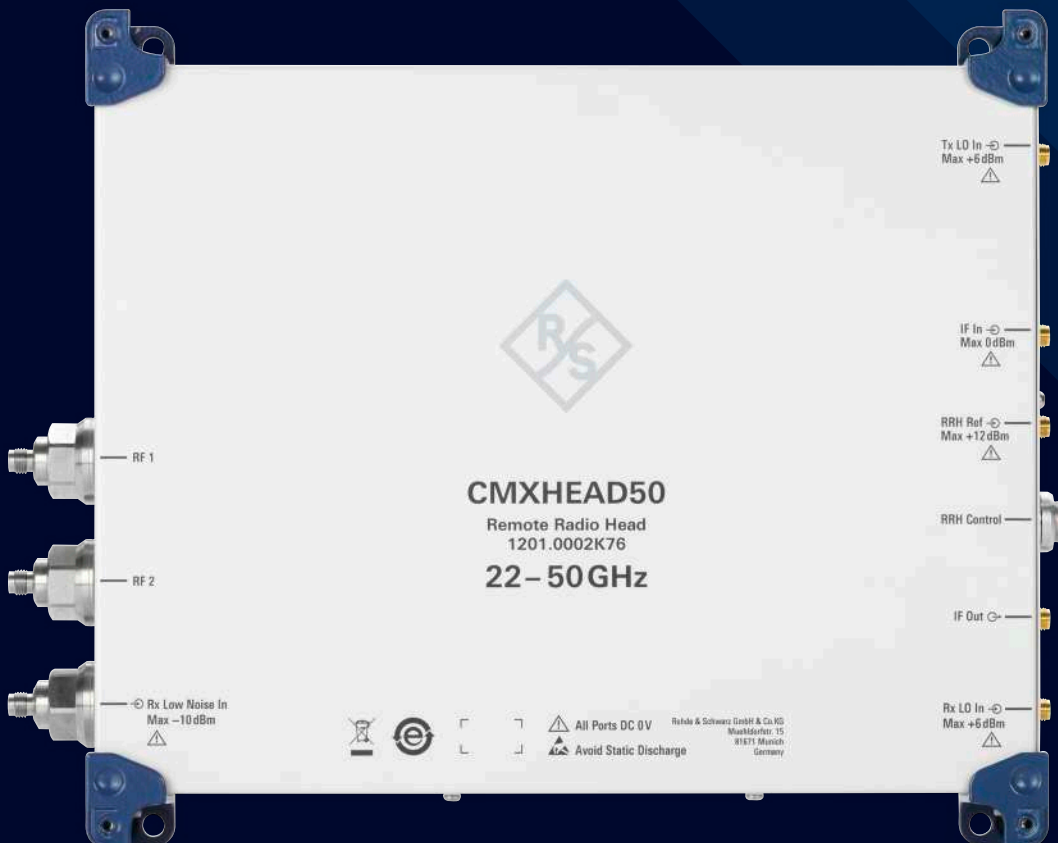 Tx LO In
Max +6 dBm
IF In
Max 0 dBm
RRH Ref
Max +12 dBm
RF 1
R/S
CMXHEAD50
Remote Radio Head
1201.0002K76
22–50 GHz
RRH Control
RF 2
IF Out
Rx Low Noise In
Max –10 dBm
All Ports DC 0 V
Avoid Static Discharge
Rohde & Schwarz GmbH & Co. KG
Muehldorfstr. 15
81671 Munich
Germany
Rx LO In
Max +6 dBm